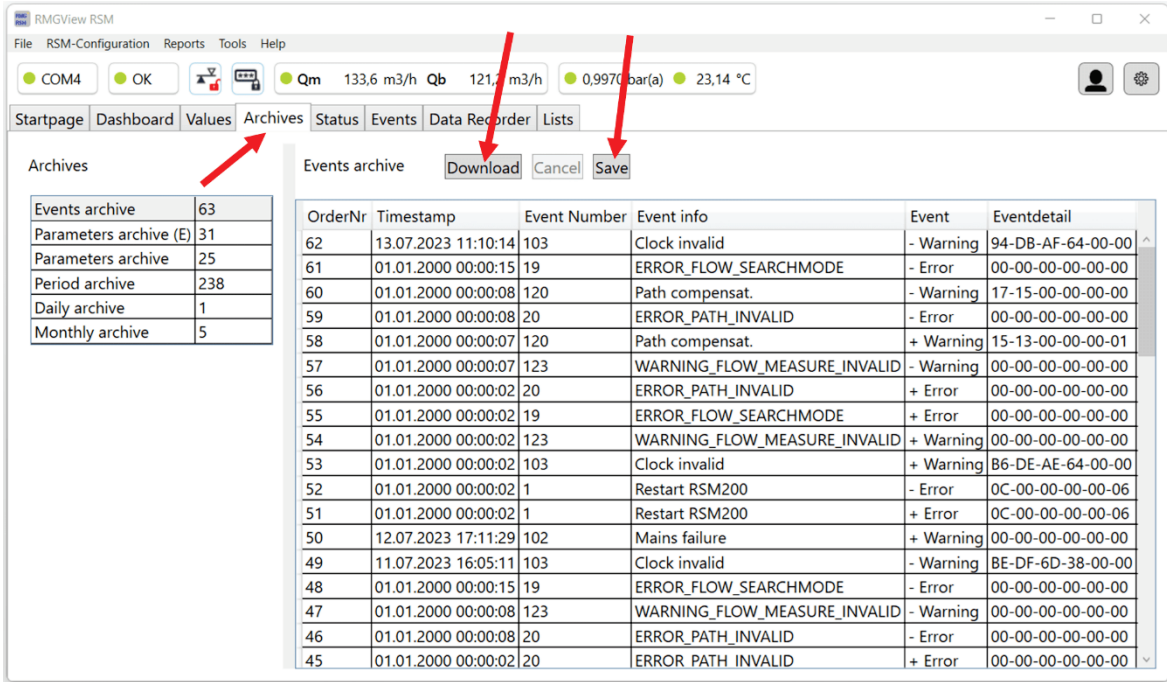 RMG RSM RMGView RSM
File RSM-Configuration Reports Tools Help
COM4 OK Qm 133,6 m3/h Qb 121,2 m3/h 0,9970 bar(a) 23,14 °C
Startpage Dashboard Values Archives Status Events Data Recorder Lists
Archives
Events archive 63
Parameters archive (E) 31
Parameters archive 25
Period archive 238
Daily archive 1
Monthly archive 5
Events archive Download Cancel Save
OrderNr Timestamp Event Number Event info Event Eventdetail
62 13.07.2023 11:10:14 103 Clock invalid - Warning 94-DB-AF-64-00-00
61 01.01.2000 00:00:15 19 ERROR_FLOW_SEARCHMODE - Error 00-00-00-00-00-00
60 01.01.2000 00:00:08 120 Path compensat. - Warning 17-15-00-00-00-00
59 01.01.2000 00:00:08 20 ERROR_PATH_INVALID - Error 00-00-00-00-00-00
58 01.01.2000 00:00:07 120 Path compensat. + Warning 15-13-00-00-00-01
57 01.01.2000 00:00:07 123 WARNING_FLOW_MEASURE_INVALID - Warning 00-00-00-00-00-00
56 01.01.2000 00:00:02 20 ERROR_PATH_INVALID + Error 00-00-00-00-00-00
55 01.01.2000 00:00:02 19 ERROR_FLOW_SEARCHMODE + Error 00-00-00-00-00-00
54 01.01.2000 00:00:02 123 WARNING_FLOW_MEASURE_INVALID + Warning 00-00-00-00-00-00
53 01.01.2000 00:00:02 103 Clock invalid + Warning B6-DE-AE-64-00-00
52 01.01.2000 00:00:02 1 Restart RSM200 - Error 0C-00-00-00-00-06
51 01.01.2000 00:00:02 1 Restart RSM200 + Error 0C-00-00-00-00-06
50 12.07.2023 17:11:29 102 Mains failure + Warning 00-00-00-00-00-00
49 11.07.2023 16:05:11 103 Clock invalid - Warning BE-DF-6D-38-00-00
48 01.01.2000 00:00:15 19 ERROR_FLOW_SEARCHMODE - Error 00-00-00-00-00-00
47 01.01.2000 00:00:08 123 WARNING_FLOW_MEASURE_INVALID - Warning 00-00-00-00-00-00
46 01.01.2000 00:00:08 20 ERROR_PATH_INVALID - Error 00-00-00-00-00-00
45 01.01.2000 00:00:02 20 ERROR_PATH_INVALID + Error 00-00-00-00-00-00